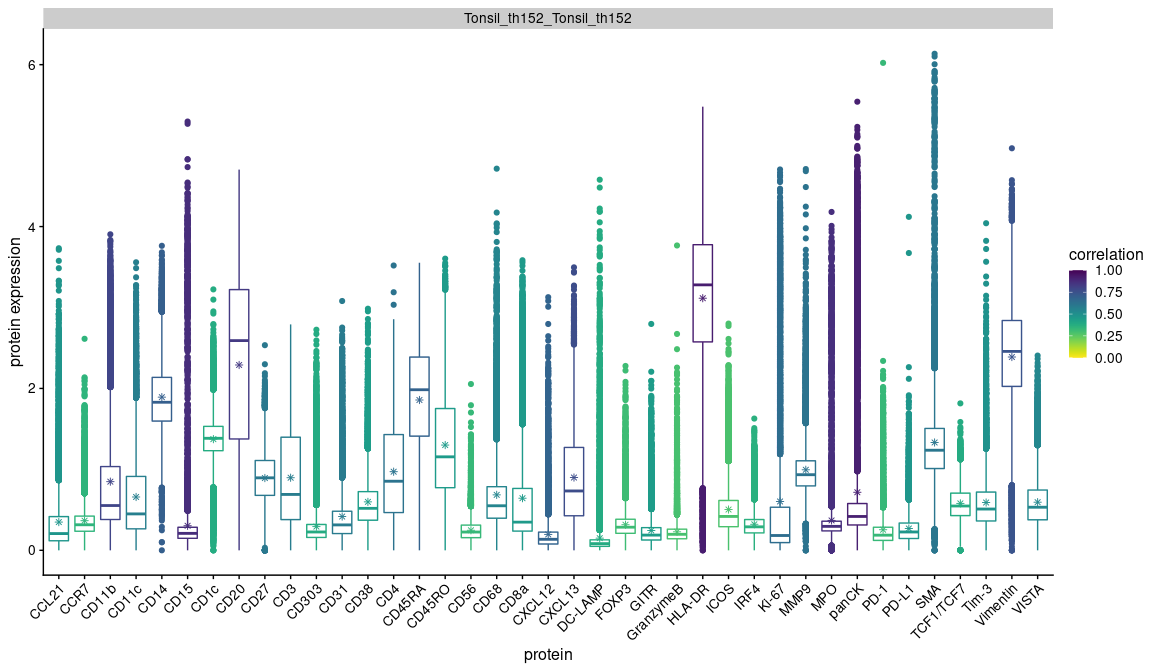 Tonsil_th152_Tonsil_th152
protein expression
6
4
2
0
CCL21
CCR7
CD11b
CD11c
CD14
CD15
CD1c
CD20
CD27
CD3
CD303
CD31
CD38
CD4
CD45RA
CD45RO
CD56
CD68
CD8a
CXCL12
CXCL13
DC-LAMP
FOXP3
GITR
GranzymeB
HLA-DR
ICOS
IRF4
Ki-67
MMP9
MPO
panCK
PD-1
PD-L1
SMA
TCF1/TCF7
Tim-3
Vimentin
VISTA
protein
correlation
1.00
0.75
0.50
0.25
0.00